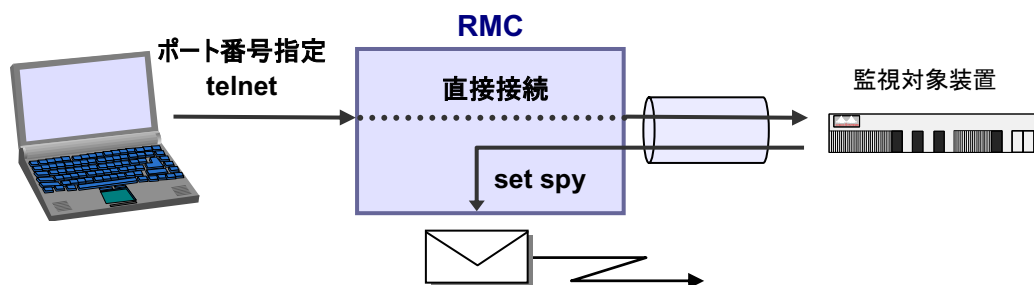 RMC
ポート番号指定
telnet
直接接続
監視対象装置
set spy